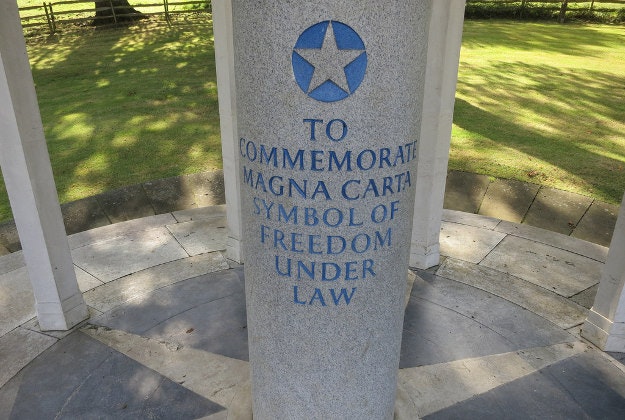 TO
COMMEMORATE
MAGNA CARTA
SYMBOL OF
FREEDOM
UNDER
LAW